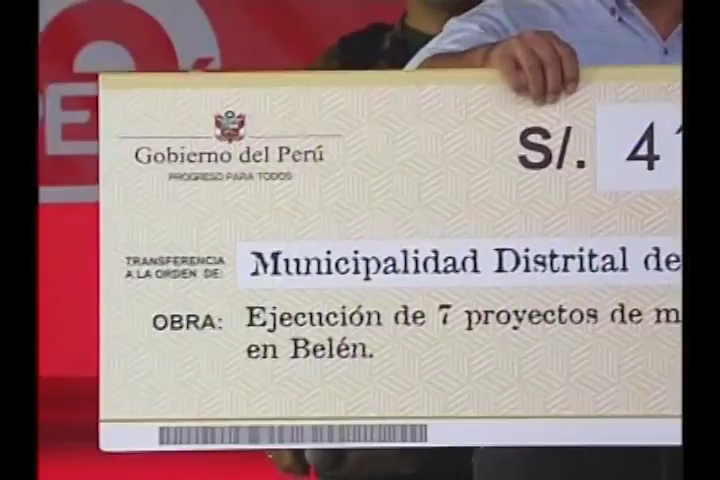 Gobierno del Perú
PROGRESO PARA TODOS
S/. 4
TRANSFERENCIA
A LA ORDEN DE:
Municipalidad Distrital de
OBRA: Ejecución de 7 proyectos de m
en Belén.